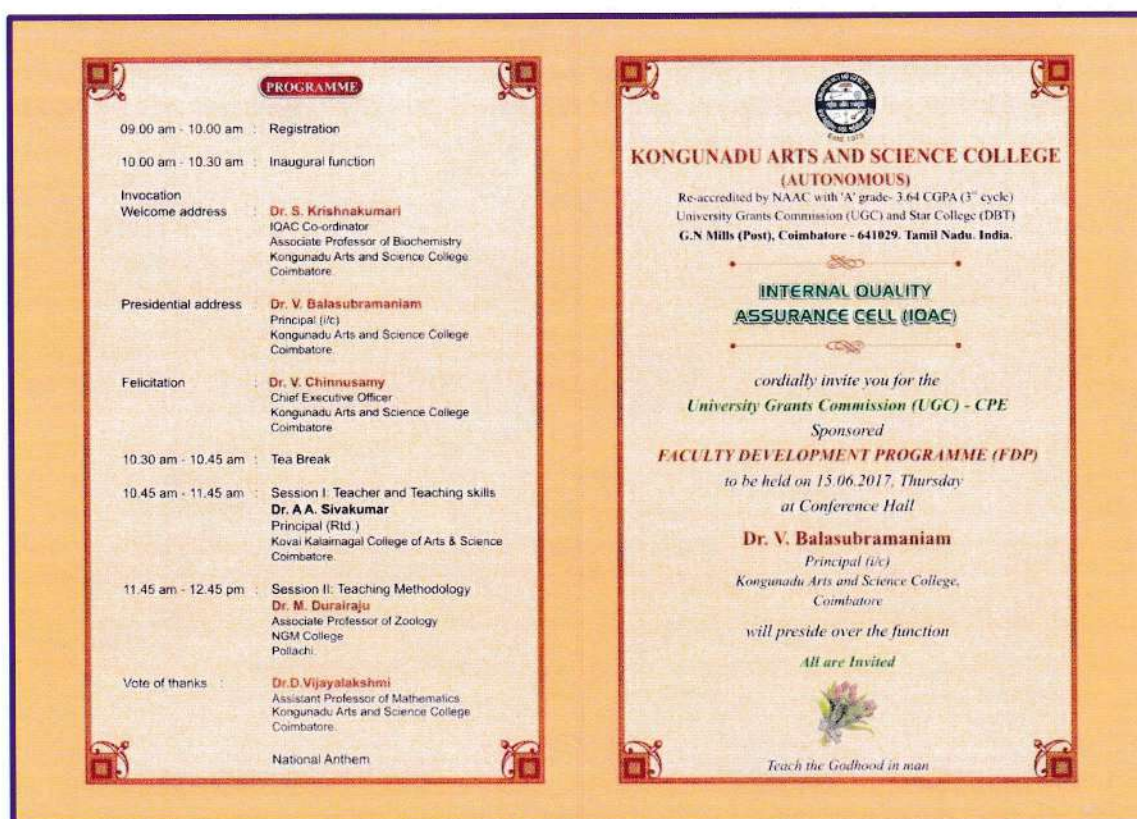 PROGRAMME
09.00 am - 10.00 am : Registration
10.00 am - 10.30 am : Inaugural function
Invocation
Welcome address : Dr. S. Krishnakumari
IQAC Co-ordinator
Associate Professor of Biochemistry
Kongunadu Arts and Science College
Coimbatore.
Presidential address : Dr. V. Balasubramaniam
Principal (i/c)
Kongunadu Arts and Science College
Coimbatore.
Felicitation : Dr. V. Chinnusamy
Chief Executive Officer
Kongunadu Arts and Science College
Coimbatore
10.30 am - 10.45 am : Tea Break
10.45 am - 11.45 am : Session I: Teacher and Teaching skills
Dr. A A. Sivakumar
Principal (Rtd.)
Kovai Kalaimagal College of Arts & Science
Coimbatore.
11.45 am - 12.45 pm : Session II: Teaching Methodology
Dr. M. Durairaju
Associate Professor of Zoology
NGM College
Pollachi.
Vote of thanks : Dr.D.Vijayalakshmi
Assistant Professor of Mathematics
Kongunadu Arts and Science College
Coimbatore.
National Anthem
KONGUNADU ARTS AND SCIENCE COLLEGE
(AUTONOMOUS)
Re-accredited by NAAC with 'A' grade- 3.64 CGPA (3rd cycle)
University Grants Commission (UGC) and Star College (DBT)
G.N Mills (Post), Coimbatore - 641029. Tamil Nadu. India.
INTERNAL QUALITY
ASSURANCE CELL (IQAC)
cordially invite you for the
University Grants Commission (UGC) - CPE
Sponsored
FACULTY DEVELOPMENT PROGRAMME (FDP)
to be held on 15.06.2017, Thursday
at Conference Hall
Dr. V. Balasubramaniam
Principal (i/c)
Kongunadu Arts and Science College,
Coimbatore
will preside over the function
All are Invited
Teach the Godhood in man